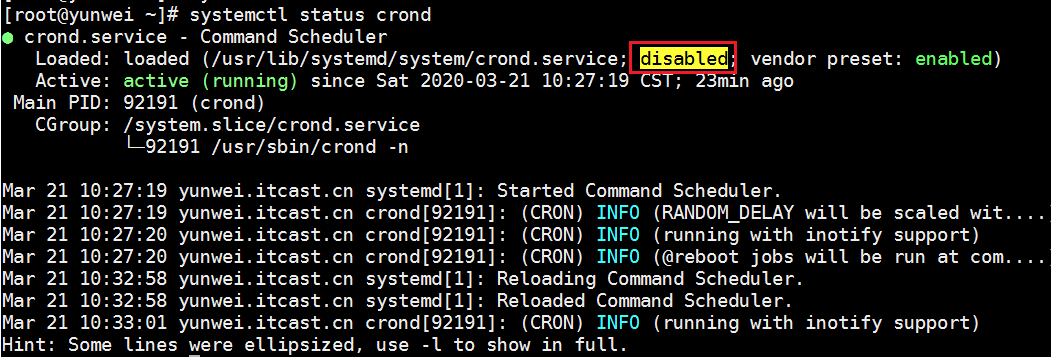 [root@yunwei ~]# systemctl status crond
● crond.service - Command Scheduler
   Loaded: loaded (/usr/lib/systemd/system/crond.service; disabled; vendor preset: enabled)
   Active: active (running) since Sat 2020-03-21 10:27:19 CST; 23min ago
 Main PID: 92191 (crond)
   CGroup: /system.slice/crond.service
           └─92191 /usr/sbin/crond -n

Mar 21 10:27:19 yunwei.itcast.cn systemd[1]: Started Command Scheduler.
Mar 21 10:27:19 yunwei.itcast.cn crond[92191]: (CRON) INFO (RANDOM_DELAY will be scaled wit....)
Mar 21 10:27:20 yunwei.itcast.cn crond[92191]: (CRON) INFO (running with inotify support)
Mar 21 10:27:20 yunwei.itcast.cn crond[92191]: (CRON) INFO (@reboot jobs will be run at com....)
Mar 21 10:32:58 yunwei.itcast.cn systemd[1]: Reloading Command Scheduler.
Mar 21 10:32:58 yunwei.itcast.cn systemd[1]: Reloaded Command Scheduler.
Mar 21 10:33:01 yunwei.itcast.cn crond[92191]: (CRON) INFO (running with inotify support)
Hint: Some lines were ellipsized, use -l to show in full.